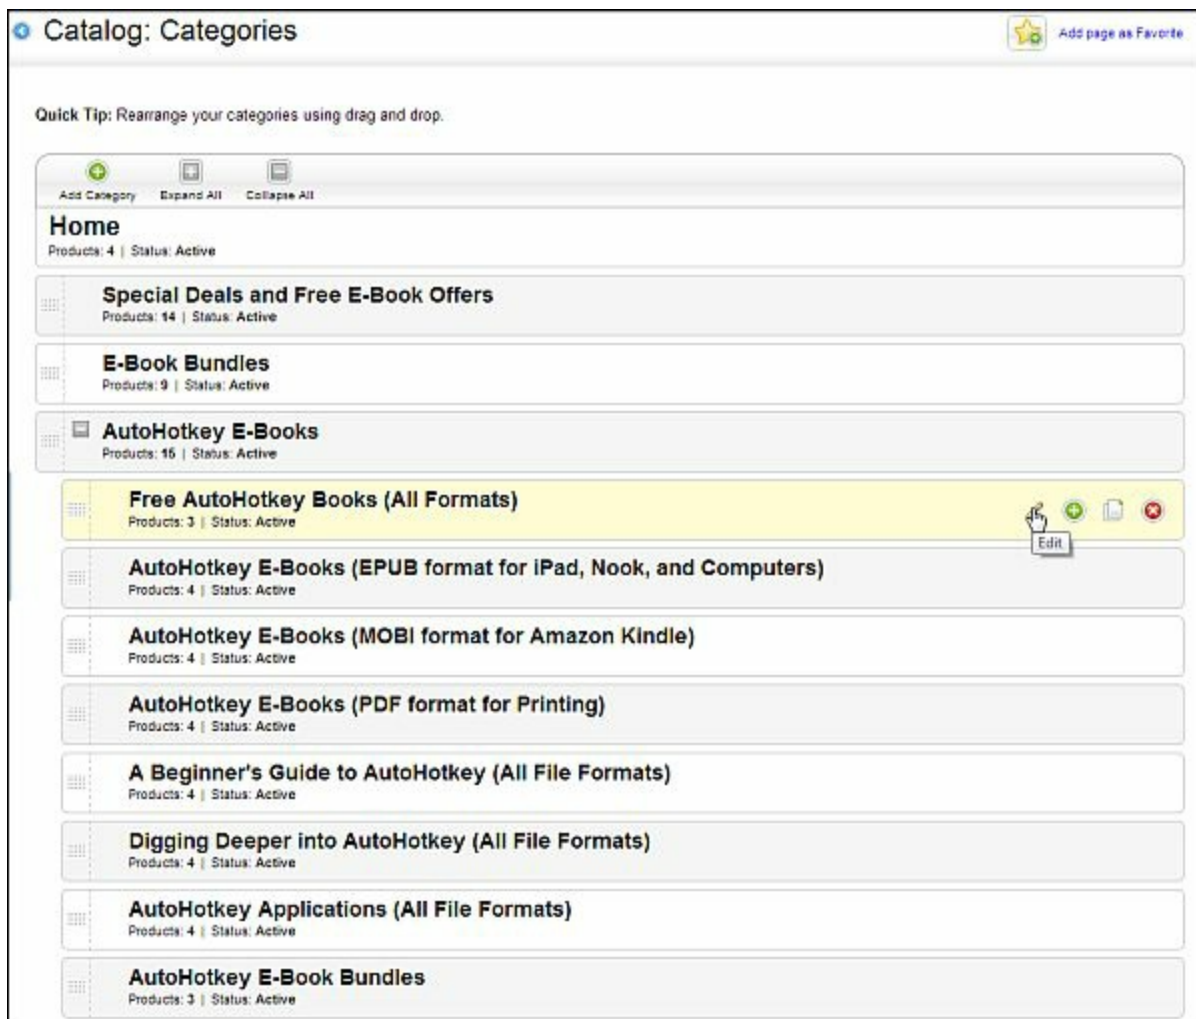 Catalog: Categories
Add page as Favorite
Quick Tip: Rearrange your categories using drag and drop.
Add Category Expand All Collapse All
Home
Products: 4 | Status: Active
Special Deals and Free E-Book Offers
Products: 14 | Status: Active
E-Book Bundles
Products: 9 | Status: Active
AutoHotkey E-Books
Products: 15 | Status: Active
Free AutoHotkey Books (All Formats)
Products: 3 | Status: Active
Edit
AutoHotkey E-Books (EPUB format for iPad, Nook, and Computers)
Products: 4 | Status: Active
AutoHotkey E-Books (MOBI format for Amazon Kindle)
Products: 4 | Status: Active
AutoHotkey E-Books (PDF format for Printing)
Products: 4 | Status: Active
A Beginner's Guide to AutoHotkey (All File Formats)
Products: 4 | Status: Active
Digging Deeper into AutoHotkey (All File Formats)
Products: 4 | Status: Active
AutoHotkey Applications (All File Formats)
Products: 4 | Status: Active
AutoHotkey E-Book Bundles
Products: 3 | Status: Active